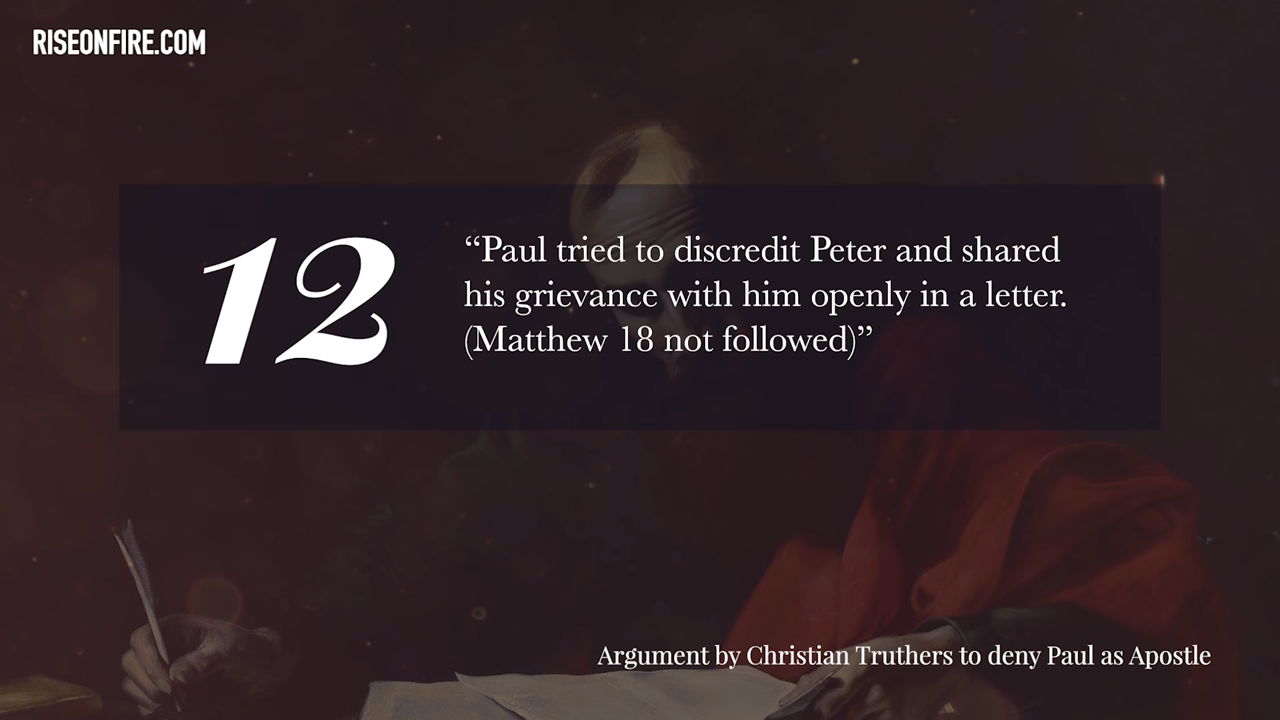 RISEONFIRE.COM
12
“Paul tried to discredit Peter and shared
his grievance with him openly in a letter.
(Matthew 18 not followed)”
Argument by Christian Truthers to deny Paul as Apostle